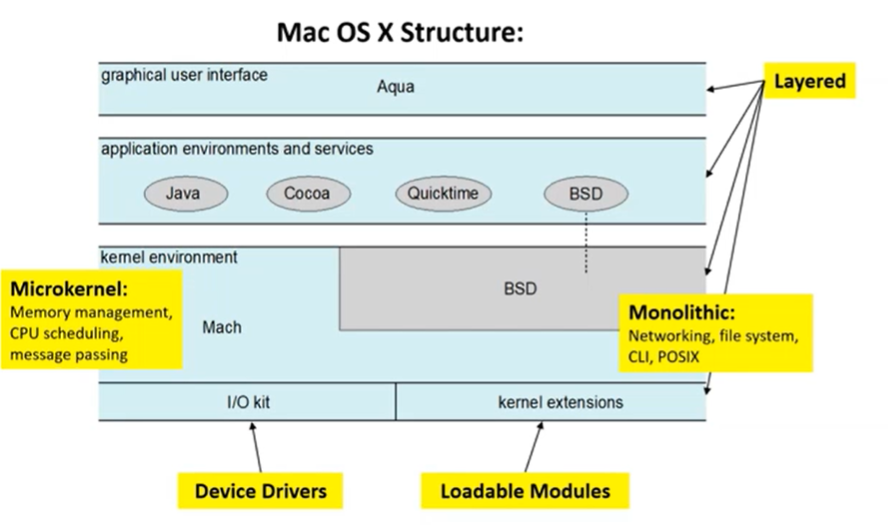 Mac OS X Structure:
graphical user interface
Aqua
Layered
application environments and services
Java
Cocoa
Quicktime
BSD
kernel environment
BSD
Microkernel:
Memory management,
CPU scheduling,
message passing
Mach
Monolithic:
Networking, file system,
CLI, POSIX
I/O kit
kernel extensions
Device Drivers
Loadable Modules